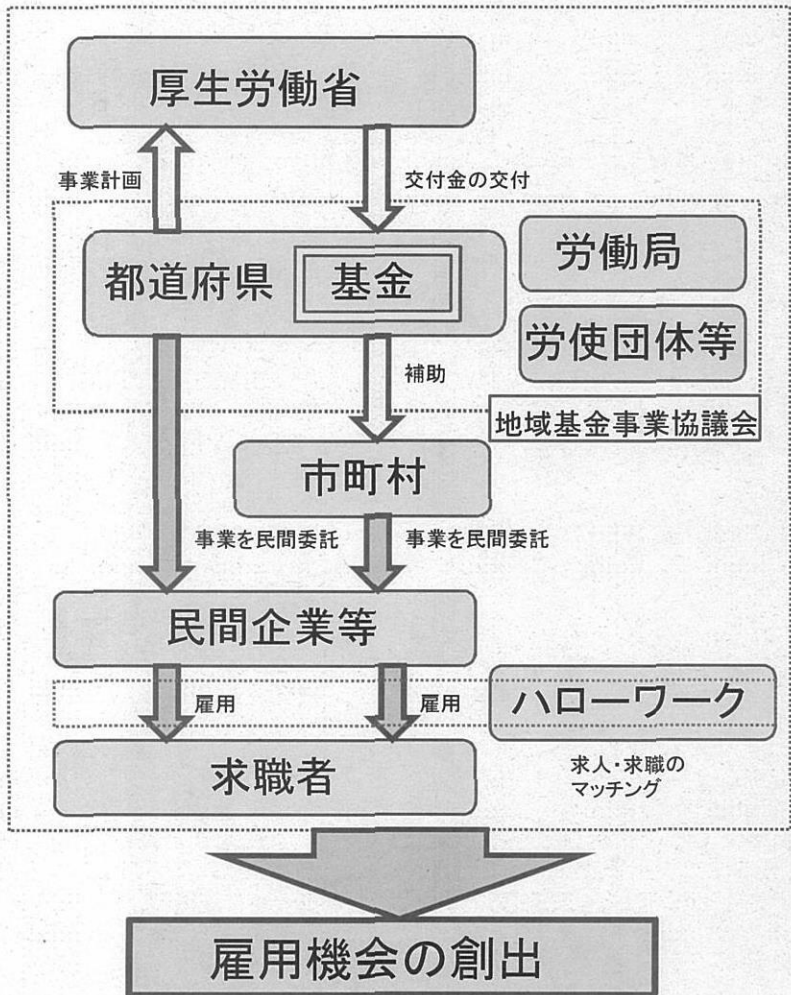 厚生労働省
事業計画
交付金の交付
都道府県
基金
労働局
労使団体等
補助
地域基金事業協議会
市町村
事業を民間委託
事業を民間委託
民間企業等
雇用
雇用
ハローワーク
求職者
求人・求職の
マッチング
雇用機会の創出